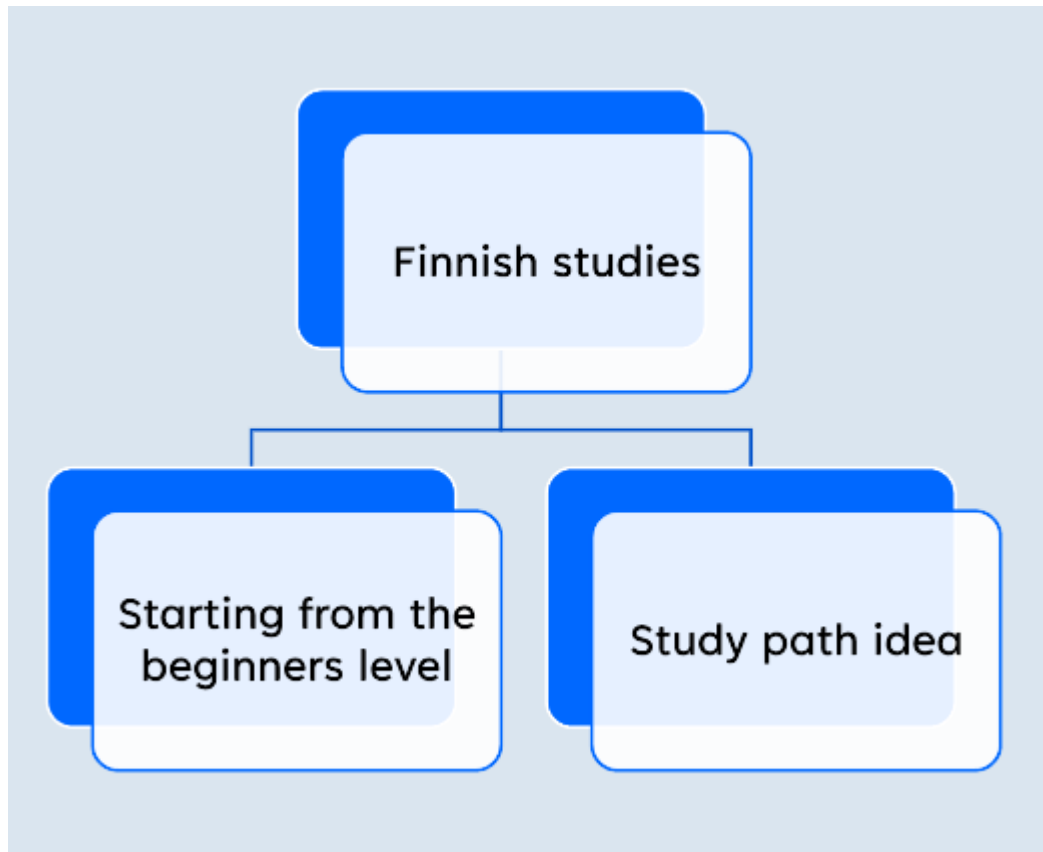 Finnish studies
Starting from the
beginners level
Study path idea